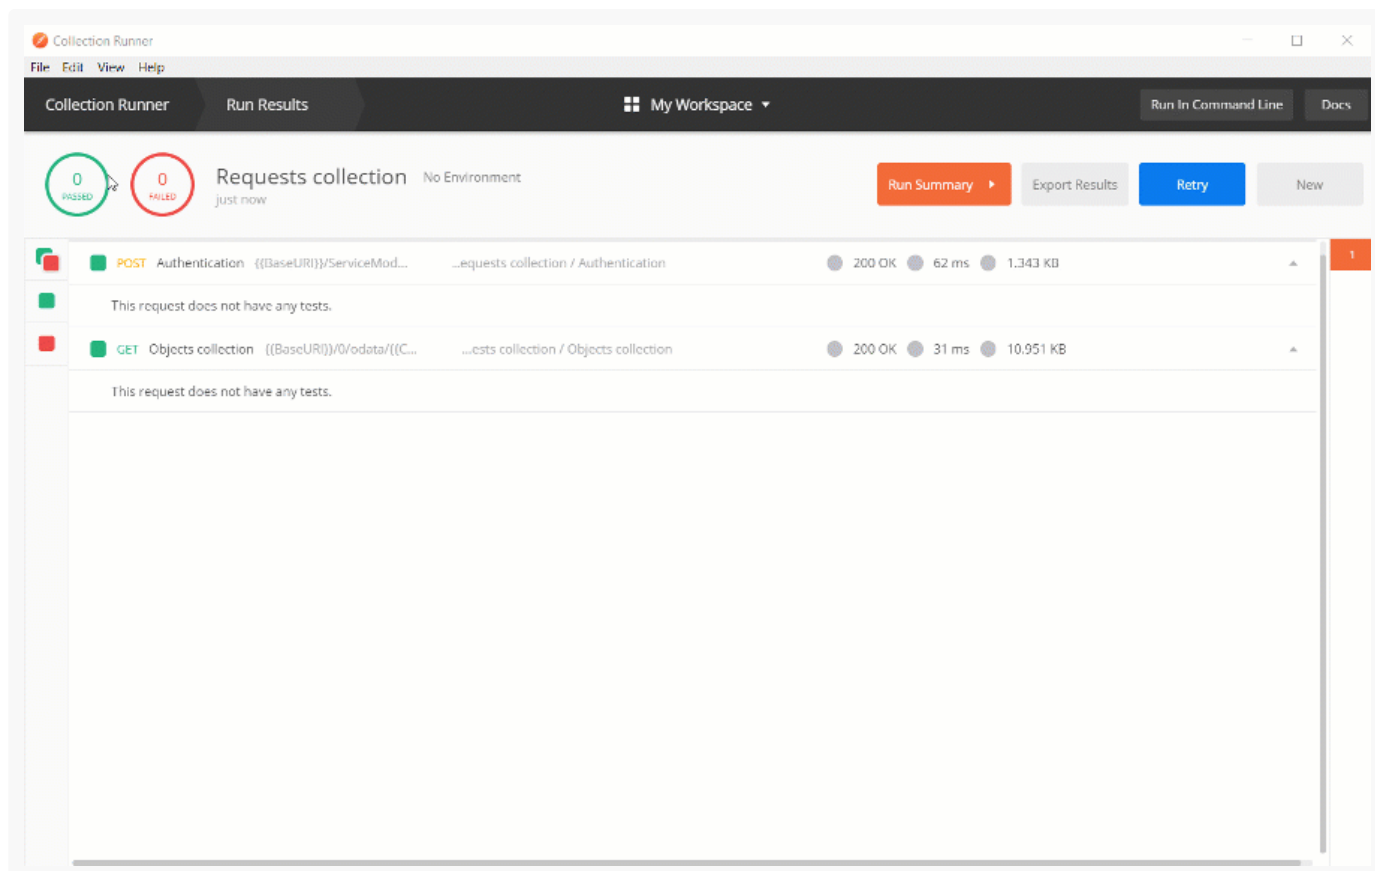 Collection Runner
File Edit View Help
Collection Runner Run Results My Workspace Run In Command Line Docs
0 PASSED 0 FAILED Requests collection No Environment
just now
Run Summary Export Results Retry New
POST Authentication {{BaseURI}}/ServiceMod... ...equests collection / Authentication 200 OK 62 ms 1.343 KB
1
This request does not have any tests.
GET Objects collection {{BaseURI}}/0/odata/{{C... ...ests collection / Objects collection 200 OK 31 ms 10.951 KB
This request does not have any tests.